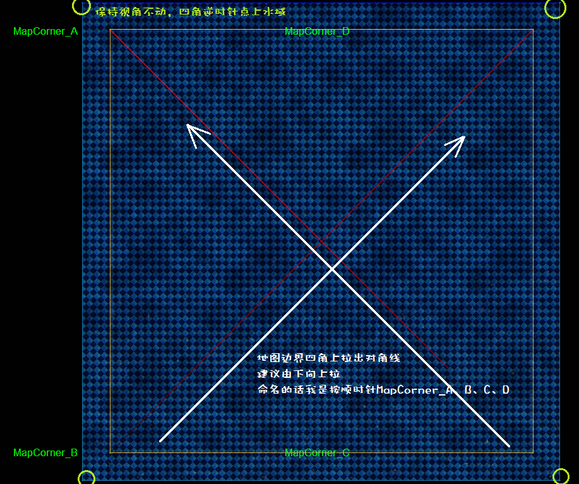 保持视角不动，四角逆时针点上水域
MapCorner_A
MapCorner_D
地图边界四角上拉出对角线
建议由下向上拉
命名的话我是按顺时针MapCorner_A、B、C、D
MapCorner_B
MapCorner_C